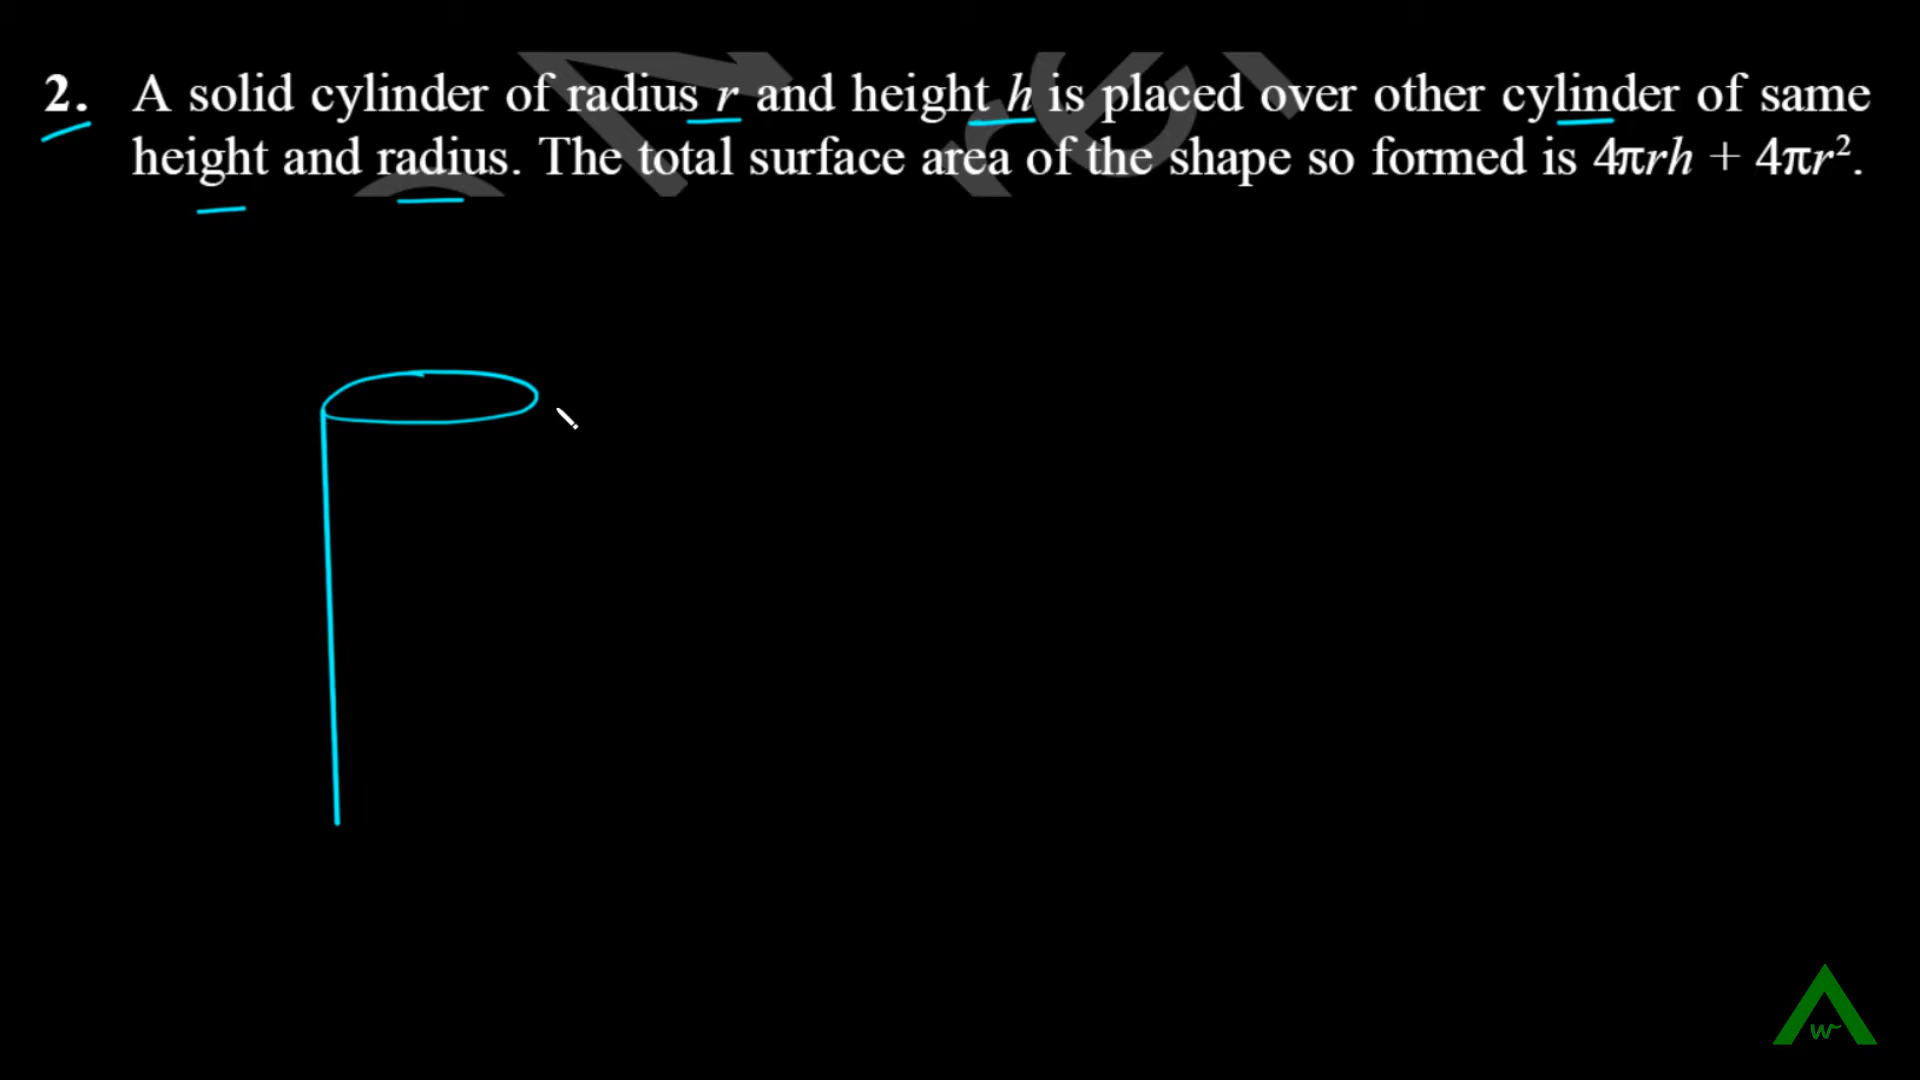 2. A solid cylinder of radius r and height h is placed over other cylinder of same
height and radius. The total surface area of the shape so formed is 4πrh + 4πr².
w